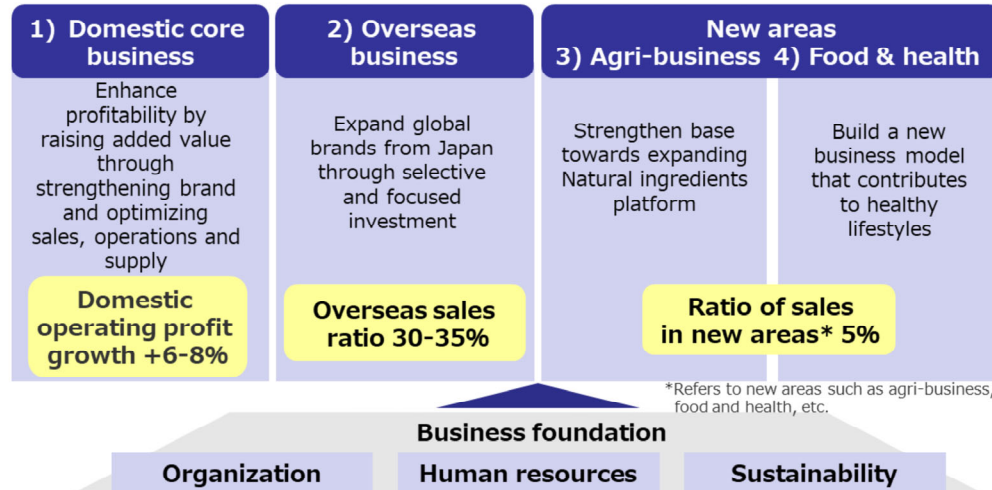 1) Domestic core
business
Enhance
profitability by
raising added value
through
strengthening brand
and optimizing
sales, operations and
supply
Domestic
operating profit
growth +6-8%
2) Overseas
business
Expand global
brands from Japan
through selective
and focused
investment
Overseas sales
ratio 30-35%
New areas
3) Agri-business 4) Food & health
Strengthen base
towards expanding
Natural ingredients
platform
Build a new
business model
that contributes
to healthy
lifestyles
Ratio of sales
in new areas* 5%
*Refers to new areas such as agri-business,
food and health, etc.
Business foundation
Organization
Human resources
Sustainability